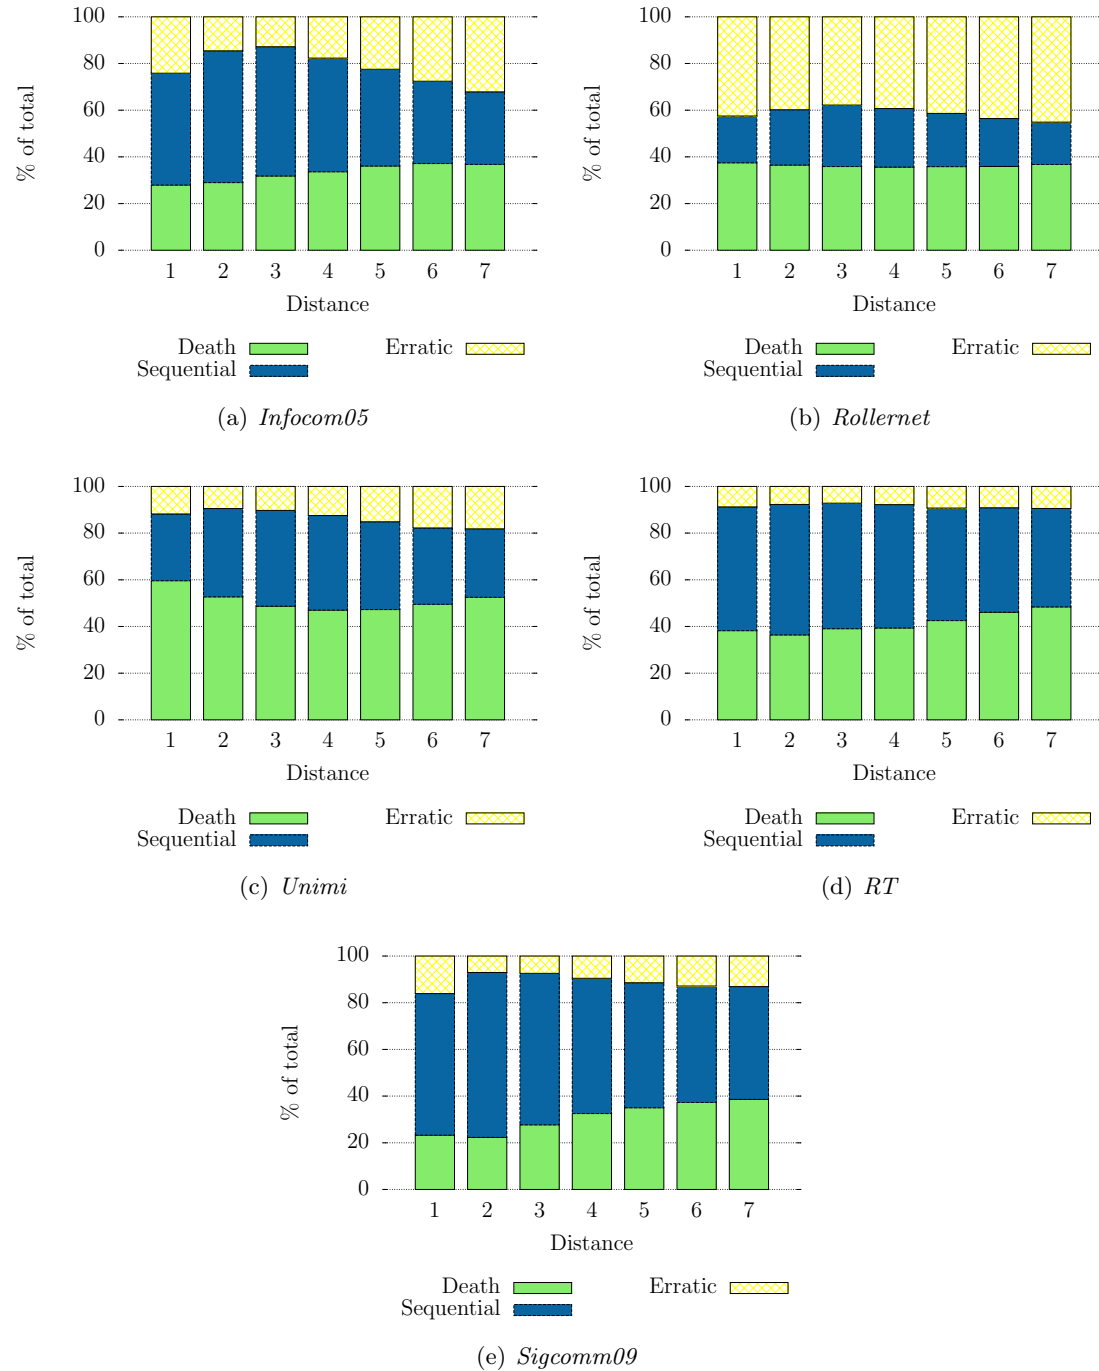 100
80
60
40
20
0
% of total
1 2 3 4 5 6 7
Distance
Death Erratic
Sequential
(a) Infocom05
100
80
60
40
20
0
% of total
1 2 3 4 5 6 7
Distance
Death Erratic
Sequential
(b) Rollernet
100
80
60
40
20
0
% of total
1 2 3 4 5 6 7
Distance
Death Erratic
Sequential
(c) Unimi
100
80
60
40
20
0
% of total
1 2 3 4 5 6 7
Distance
Death Erratic
Sequential
(d) RT
100
80
60
40
20
0
% of total
1 2 3 4 5 6 7
Distance
Death Erratic
Sequential
(e) Sigcomm09